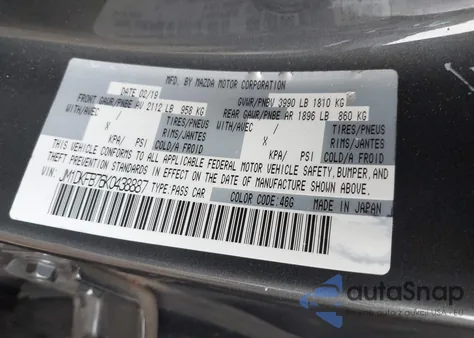 MFD. BY MAZDA MOTOR CORPORATION
DATE: 02/19 GVWR/PNBV 3990 LB 1810 KG
FRONT GAWR/PNBE AV 2112 LB 958 KG REAR GAWR/PNBE AR 1896 LB 860 KG
WITH/AVEC / TIRES/PNEUS WITH/AVEC / TIRES/PNEUS
X RIMS/JANTES X RIMS/JANTES
KPA/ PSI/ COLD/A FROID KPA/ PSI/ COLD/A FROID
THIS VEHICLE CONFORMS TO ALL APPLICABLE FEDERAL MOTOR VEHICLE SAFETY, BUMPER, AND
THEFT PREVENTION STANDARDS IN EFFECT ON THE DATE OF MANUFACTURE SHOWN ABOVE.
VIN: JM1DKFB76K0438887 TYPE: PASS CAR
COLOR CODE: 46G MADE IN JAPAN
autoSnap